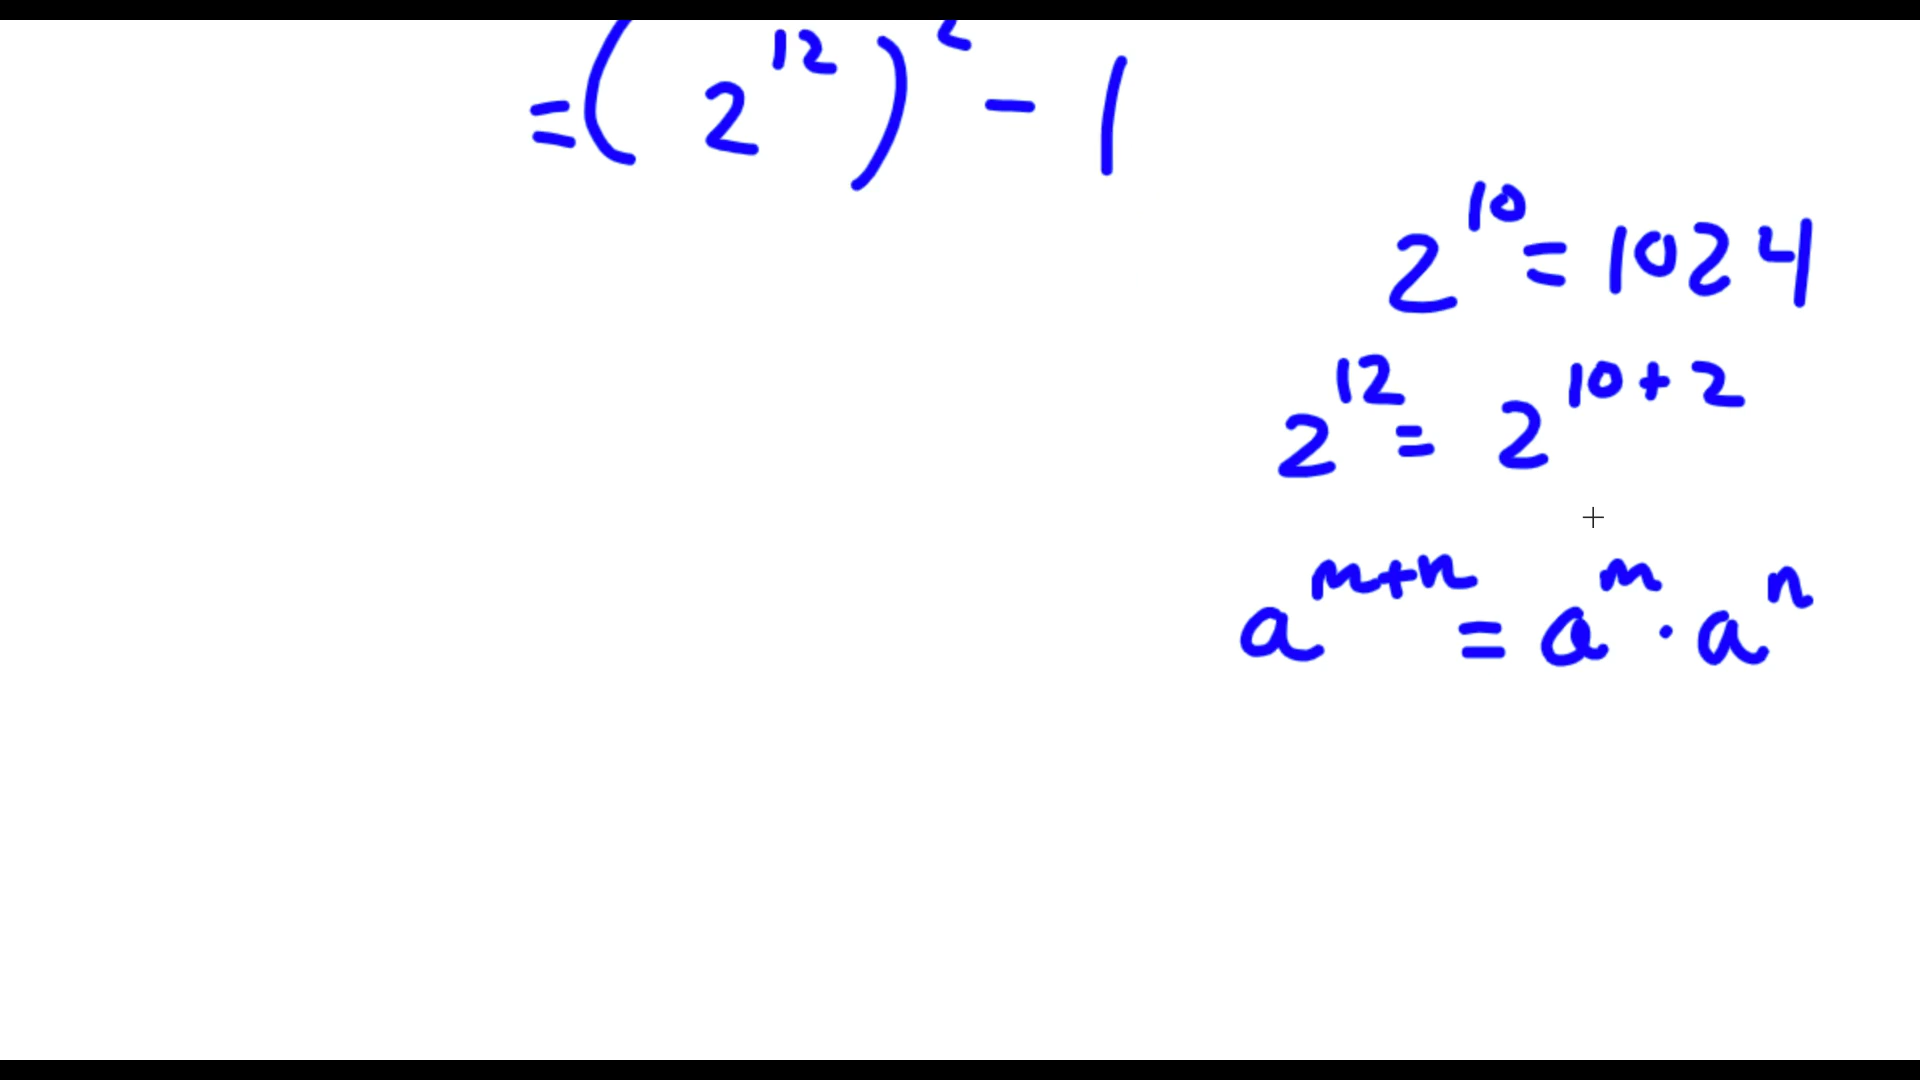 = (2^12)^2 - 1
2^10 = 1024
2^12 = 2^10+2
a^m+n = a^m · a^n